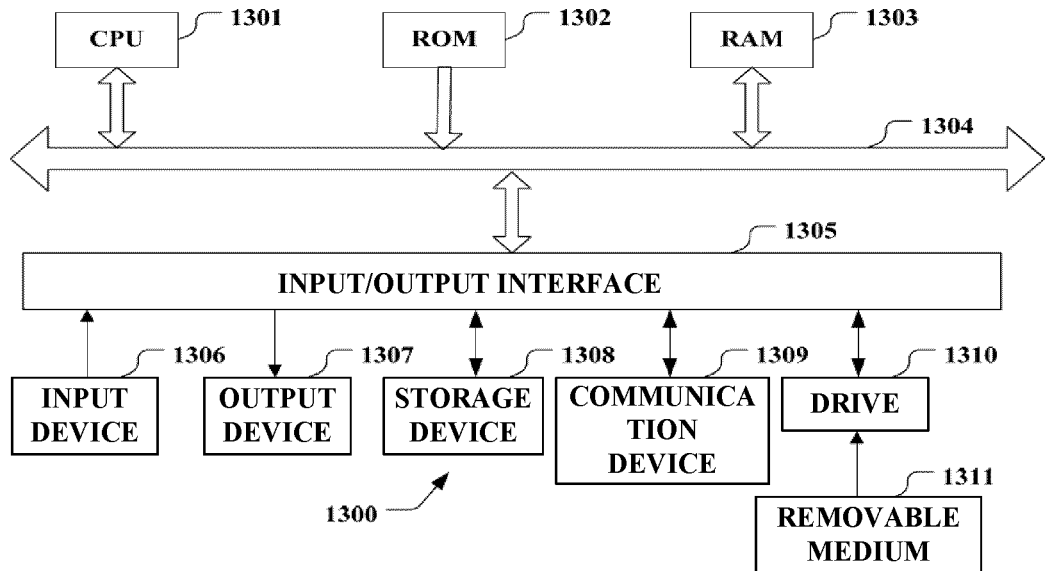 CPU 1301
ROM 1302
RAM 1303
1304
1305
INPUT/OUTPUT INTERFACE
1306
INPUT
DEVICE
1307
OUTPUT
DEVICE
1308
STORAGE
DEVICE
1309
COMMUNICA
TION
DEVICE
1310
DRIVE
1300
1311
REMOVABLE
MEDIUM